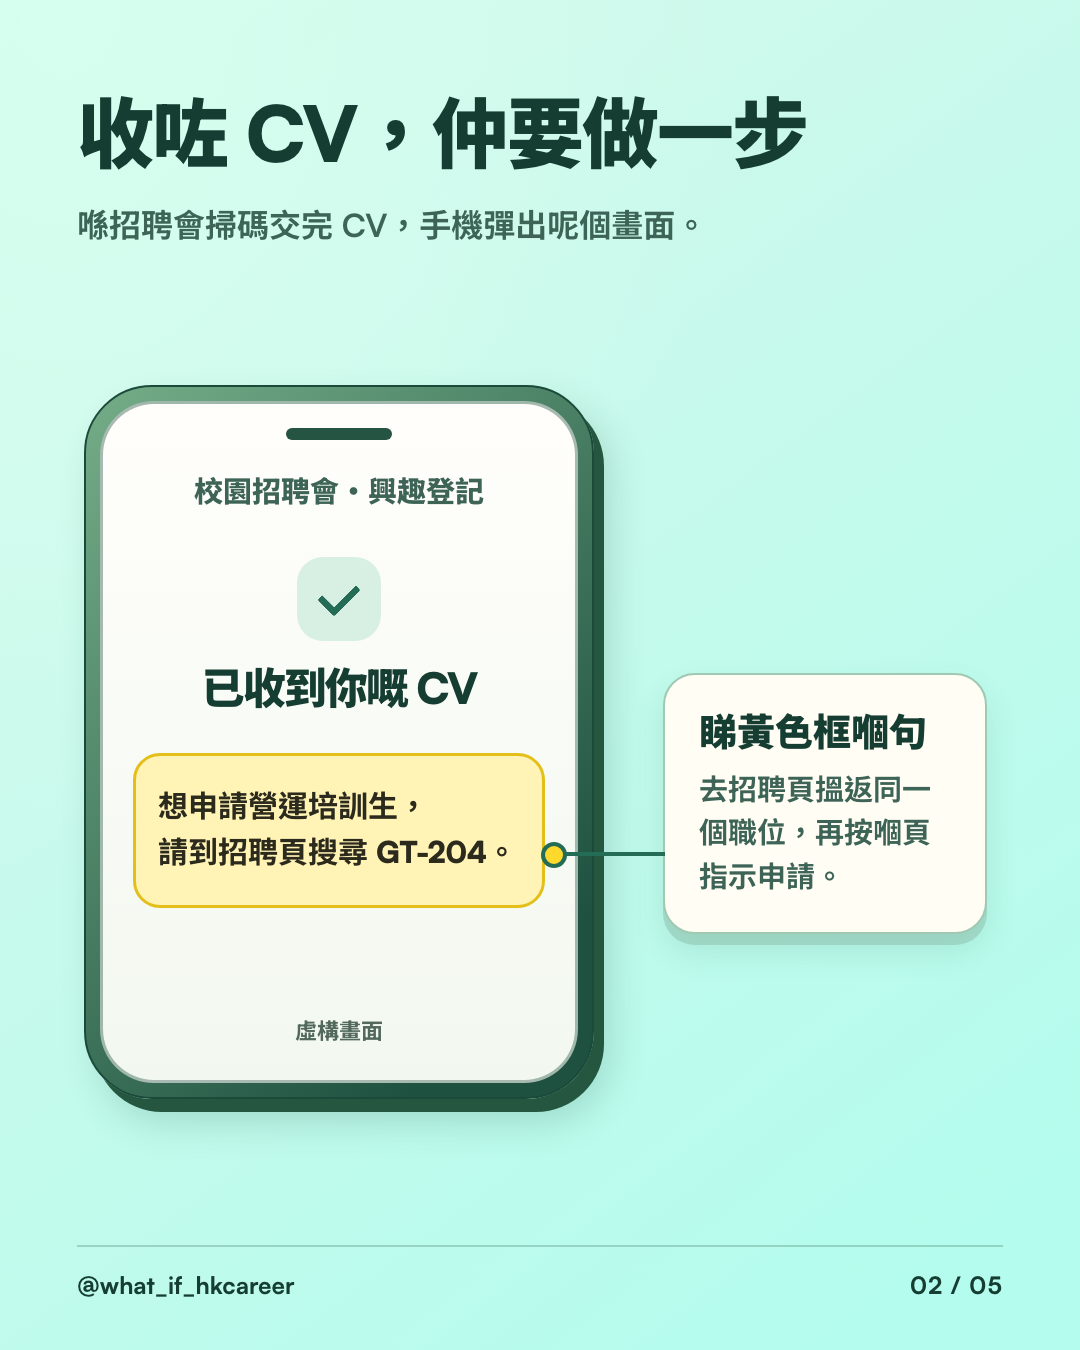 收咗 CV，仲要做一步
喺招聘會掃碼交完 CV，手機彈出呢個畫面。
校園招聘會・興趣登記
已收到你嘅 CV
想申請營運培訓生，
請到招聘頁搜尋 GT-204。
虛構畫面
睇黃色框嗰句
去招聘頁搵返同一
個職位，再按嗰頁
指示申請。
@what_if_hkcareer
02 / 05